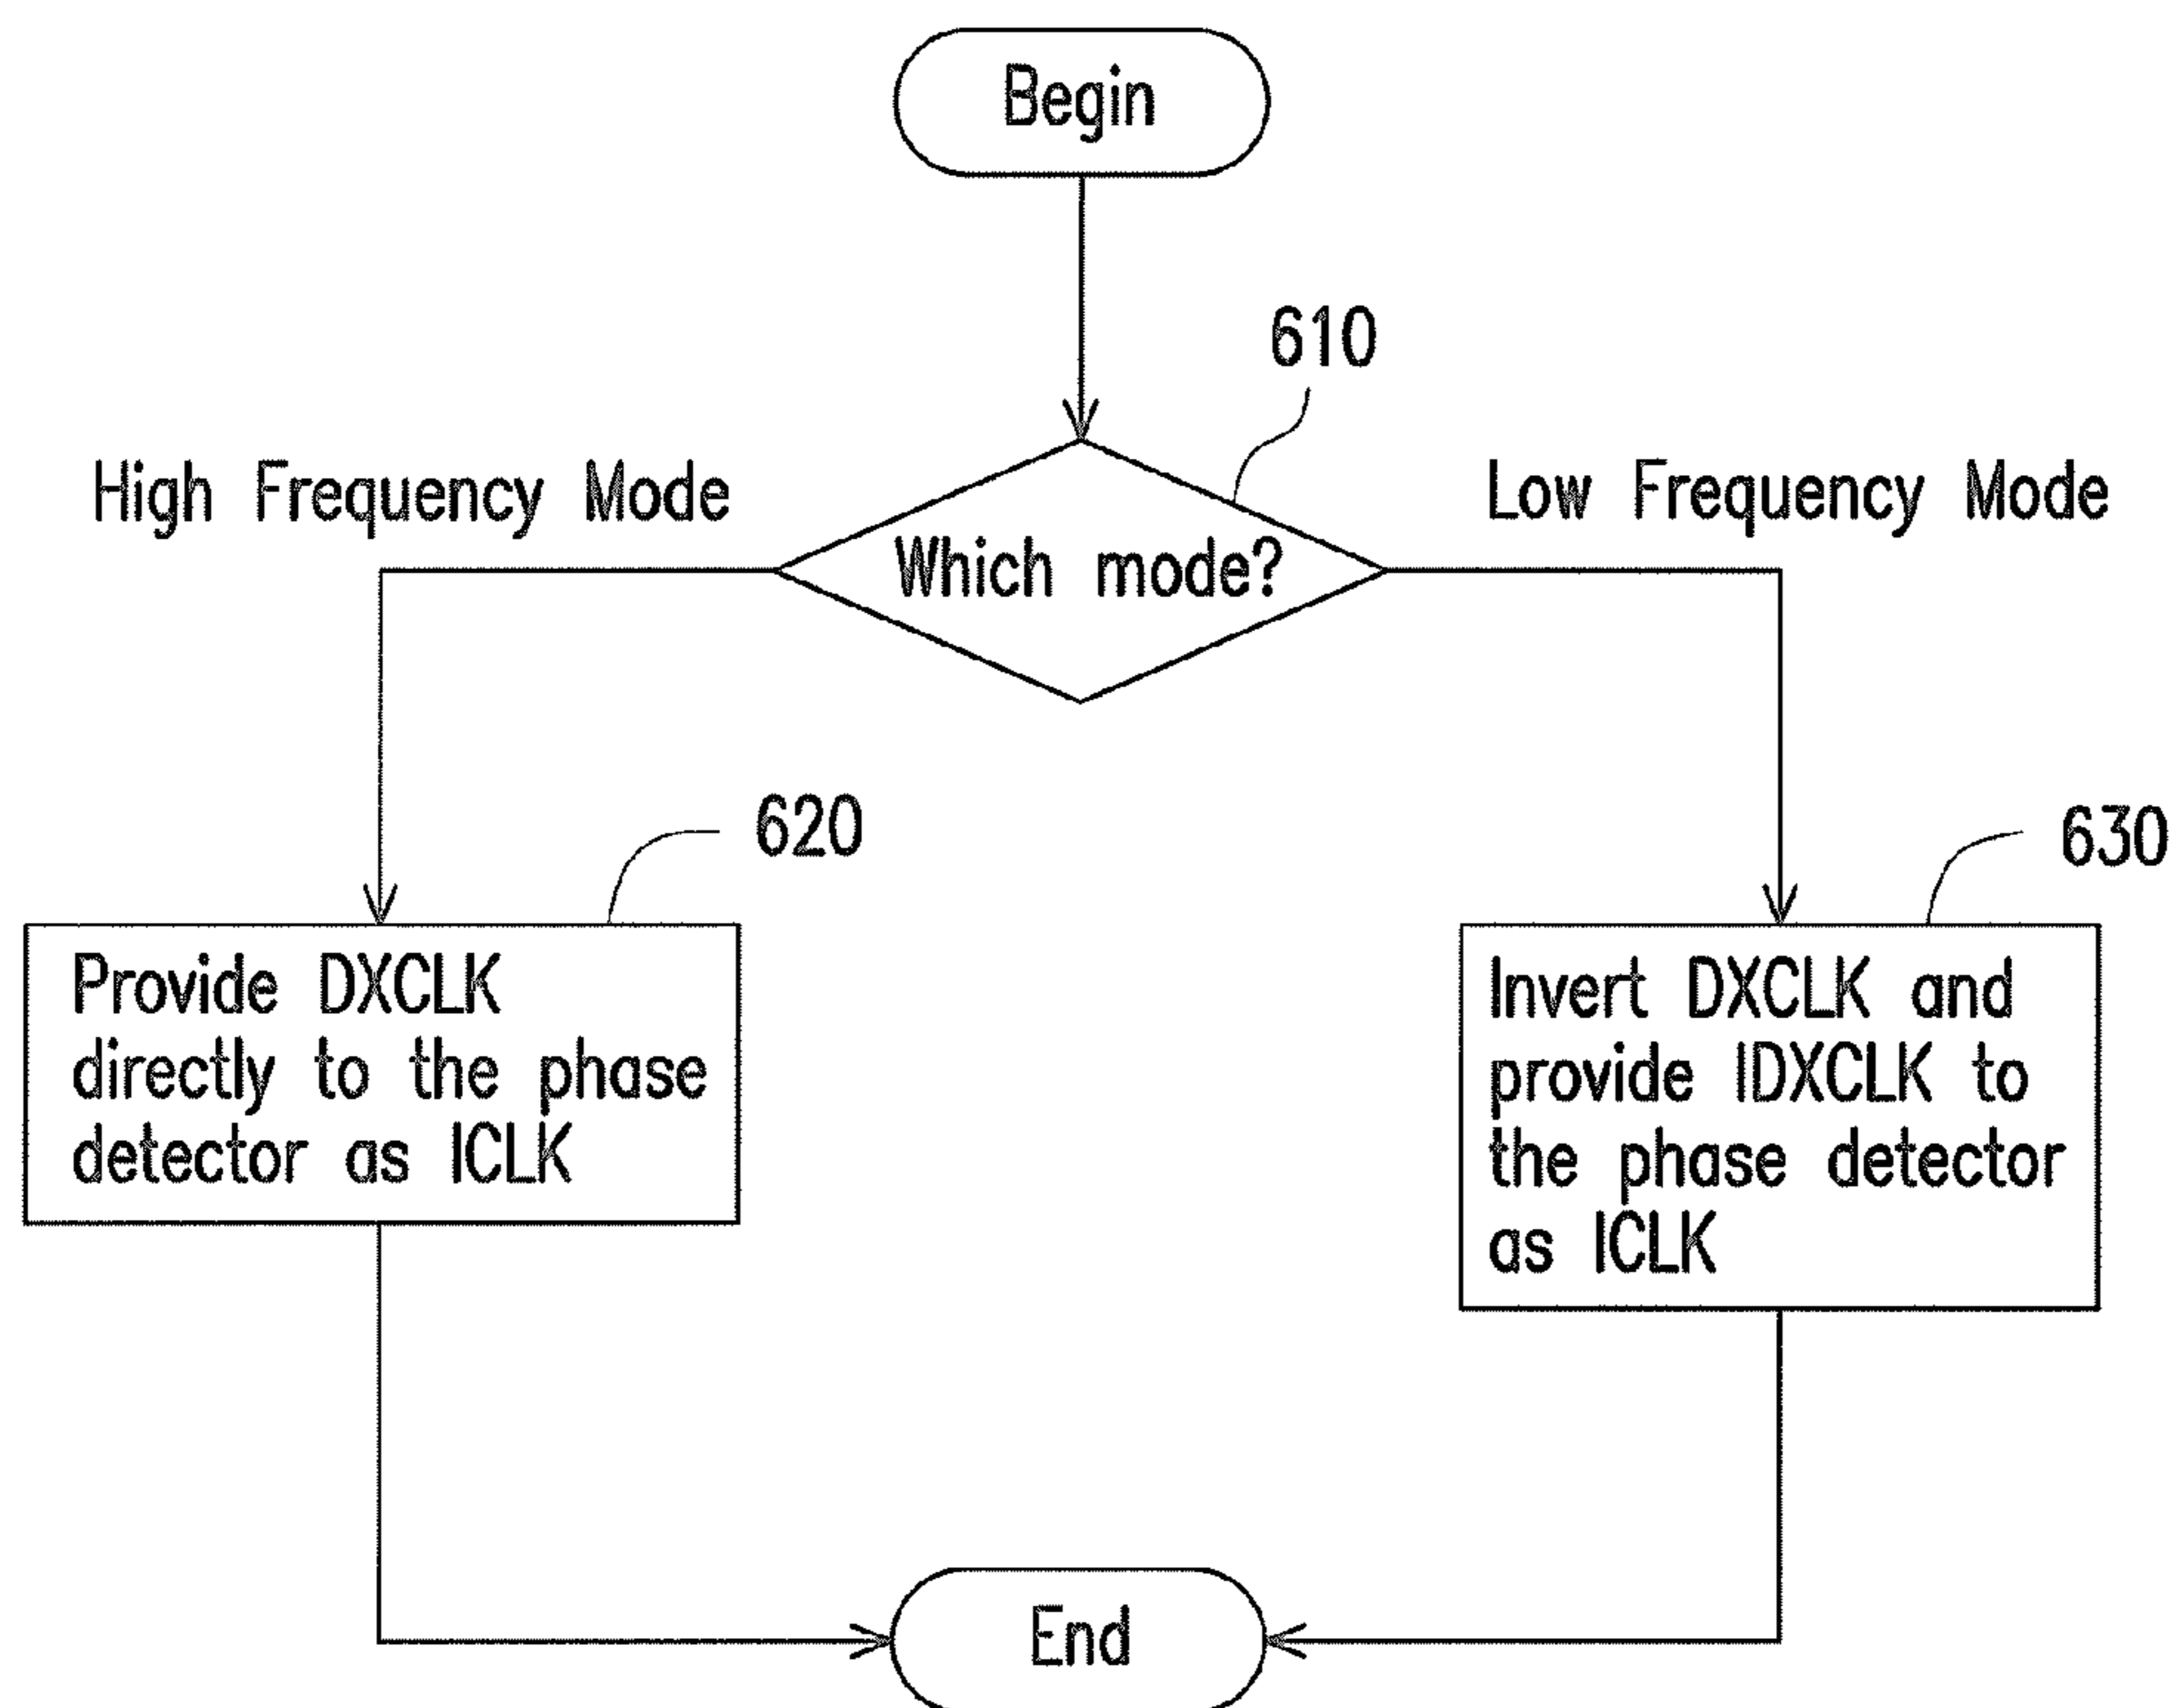 Begin
610
High Frequency Mode
Low Frequency Mode
Which mode?
620
630
Provide DXCLK
directly to the phase
detector as ICLK
Invert DXCLK and
provide IDXCLK to
the phase detector
as ICLK
End